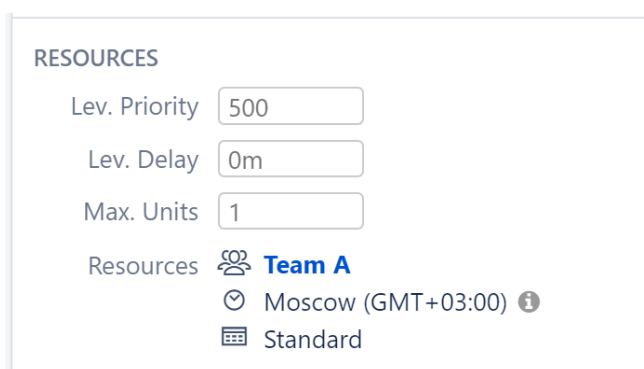 RESOURCES
Lev. Priority 500
Lev. Delay 0m
Max. Units 1
Resources Team A
Moscow (GMT+03:00)
Standard